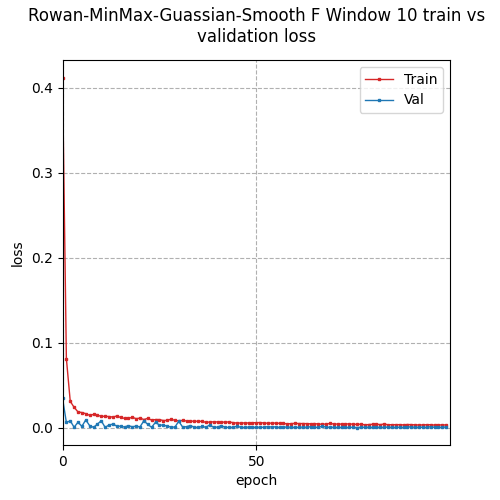 Rowan-MinMax-Guassian-Smooth F Window 10 train vs
validation loss
Train
Val
0.4
0.3
0.2
0.1
0.0
loss
0
50
epoch